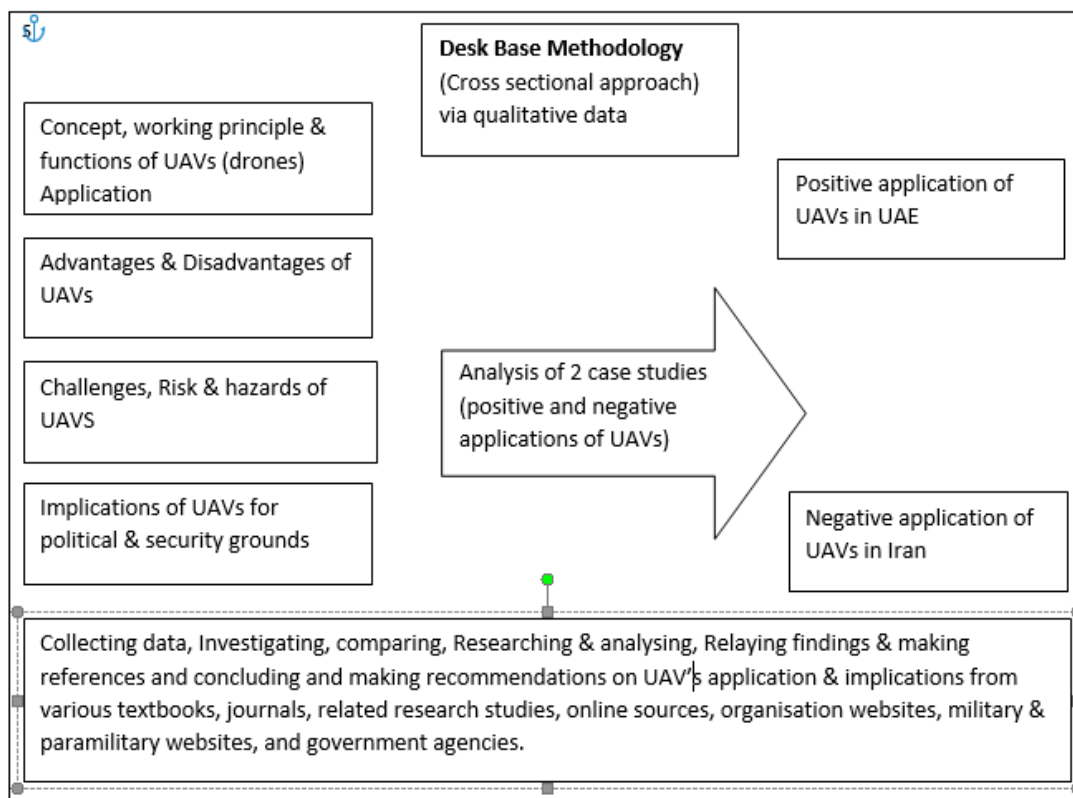 5
Desk Base Methodology
(Cross sectional approach)
via qualitative data
Concept, working principle &
functions of UAVs (drones)
Application
Positive application of
UAVs in UAE
Advantages & Disadvantages of
UAVs
Analysis of 2 case studies
(positive and negative
applications of UAVs)
Challenges, Risk & hazards of
UAVS
Implications of UAVs for
political & security grounds
Negative application of
UAVs in Iran
Collecting data, Investigating, comparing, Researching & analysing, Relaying findings & making
references and concluding and making recommendations on UAV's application & implications from
various textbooks, journals, related research studies, online sources, organisation websites, military &
paramilitary websites, and government agencies.